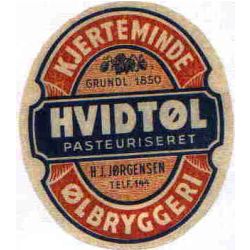 KJERTEMINDE
GRUNDL. 1850
HVIDTØL
PASTEURISERET
H.J. JØRGENSEN
TELF. 144
ØLBRYGGERI